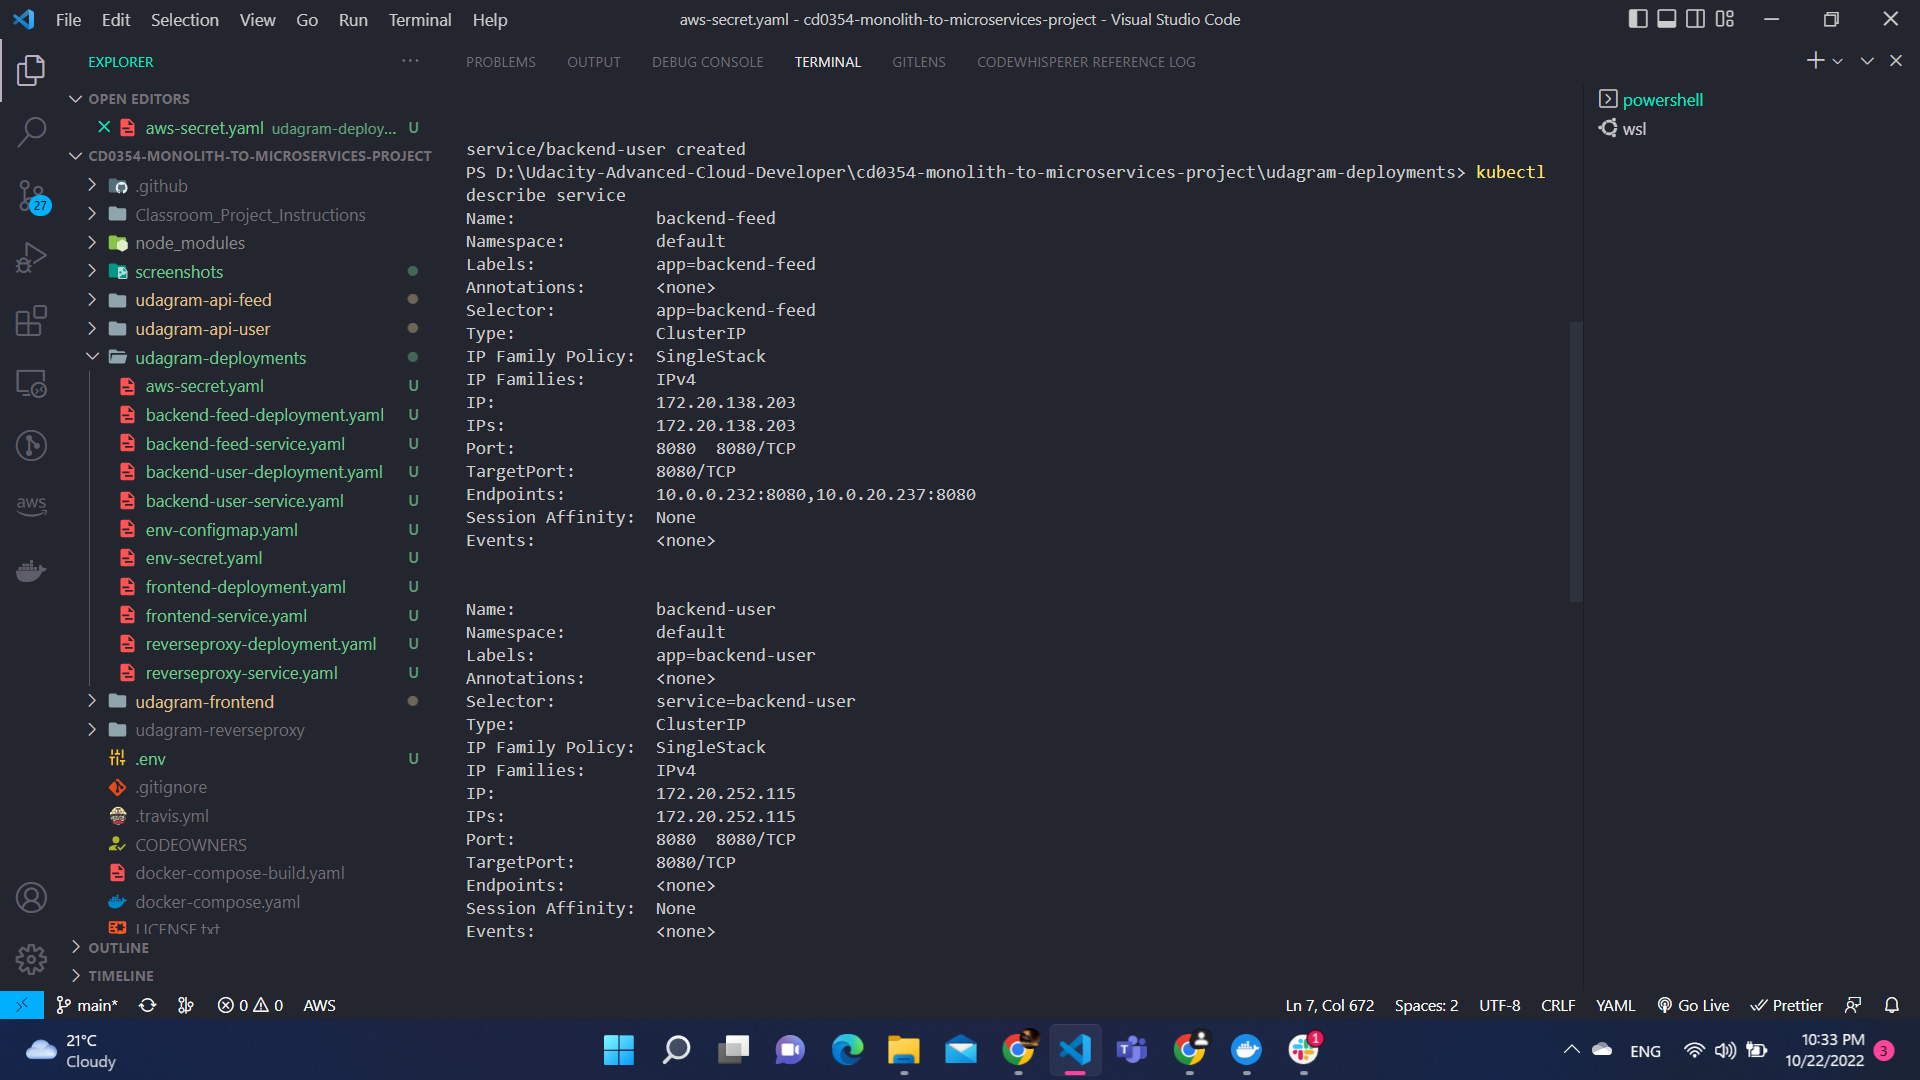 File Edit Selection View Go Run Terminal Help
aws-secret.yaml - cd0354-monolith-to-microservices-project - Visual Studio Code
EXPLORER
OPEN EDITORS
aws-secret.yaml udagram-deploy... U
CD0354-MONOLITH-TO-MICROSERVICES-PROJECT
.github
Classroom_Project_Instructions
node_modules
screenshots
udagram-api-feed
udagram-api-user
udagram-deployments
aws-secret.yaml U
backend-feed-deployment.yaml U
backend-feed-service.yaml U
backend-user-deployment.yaml U
backend-user-service.yaml U
env-configmap.yaml U
env-secret.yaml U
frontend-deployment.yaml U
frontend-service.yaml U
reverseproxy-deployment.yaml U
reverseproxy-service.yaml U
udagram-frontend
udagram-reverseproxy
.env U
.gitignore
.travis.yml
CODEOWNERS
docker-compose-build.yaml
docker-compose.yaml
LICENSE.txt
OUTLINE
TIMELINE
27
aws
PROBLEMS OUTPUT DEBUG CONSOLE TERMINAL GITLENS CODEWHISPERER REFERENCE LOG
service/backend-user created
PS D:\Udacity-Advanced-Cloud-Developer\cd0354-monolith-to-microservices-project\udagram-deployments> kubectl
describe service
Name: backend-feed
Namespace: default
Labels: app=backend-feed
Annotations: <none>
Selector: app=backend-feed
Type: ClusterIP
IP Family Policy: SingleStack
IP Families: IPv4
IP: 172.20.138.203
IPs: 172.20.138.203
Port: 8080 8080/TCP
TargetPort: 8080/TCP
Endpoints: 10.0.0.232:8080,10.0.20.237:8080
Session Affinity: None
Events: <none>
Name: backend-user
Namespace: default
Labels: app=backend-user
Annotations: <none>
Selector: service=backend-user
Type: ClusterIP
IP Family Policy: SingleStack
IP Families: IPv4
IP: 172.20.252.115
IPs: 172.20.252.115
Port: 8080 8080/TCP
TargetPort: 8080/TCP
Endpoints: <none>
Session Affinity: None
Events: <none>
powershell
wsl
main* 0 0 AWS
Ln 7, Col 672 Spaces: 2 UTF-8 CRLF YAML Go Live Prettier
21°C
Cloudy
1
ENG
10:33 PM
10/22/2022
3